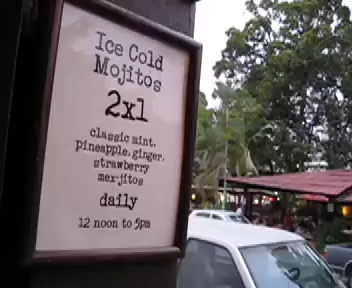 Ice Cold
Mojitos
2x1
classic mint,
pineapple, ginger,
strawberry
mex-jitos
daily
12 noon to 5pm